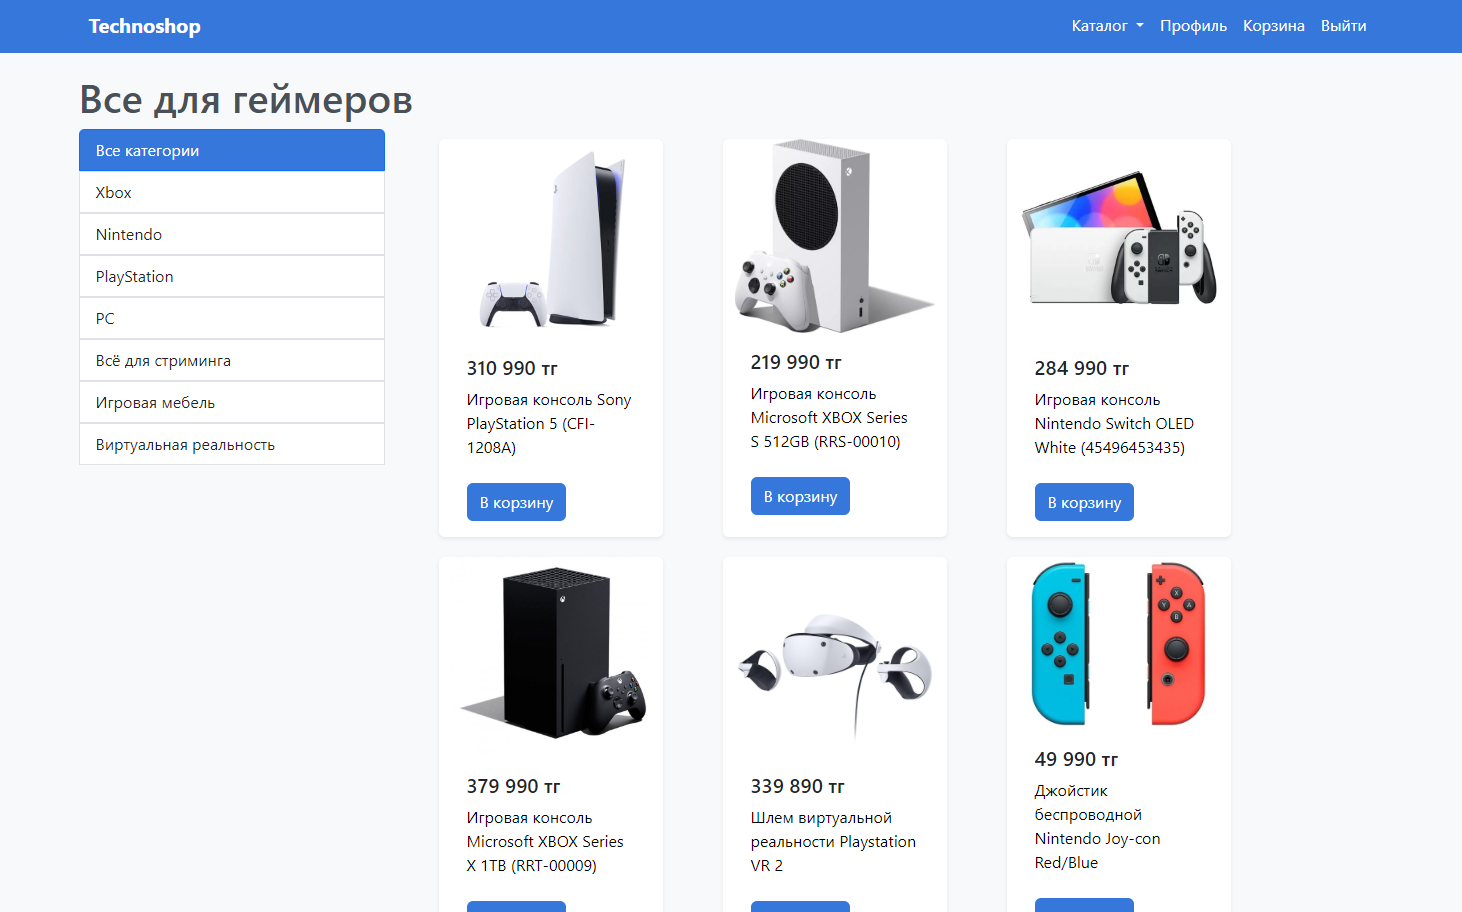 Technoshop
Каталог
Профиль
Корзина
Выйти
Все для геймеров
Все категории
Xbox
Nintendo
PlayStation
PC
Всё для стриминга
Игровая мебель
Виртуальная реальность
310 990 тг
Игровая консоль Sony
PlayStation 5 (CFI-
1208A)
В корзину
219 990 тг
Игровая консоль
Microsoft XBOX Series
S 512GB (RRS-00010)
В корзину
284 990 тг
Игровая консоль
Nintendo Switch OLED
White (45496453435)
В корзину
379 990 тг
Игровая консоль
Microsoft XBOX Series
X 1TB (RRT-00009)
339 890 тг
Шлем виртуальной
реальности Playstation
VR 2
49 990 тг
Джойстик
беспроводной
Nintendo Joy-con
Red/Blue